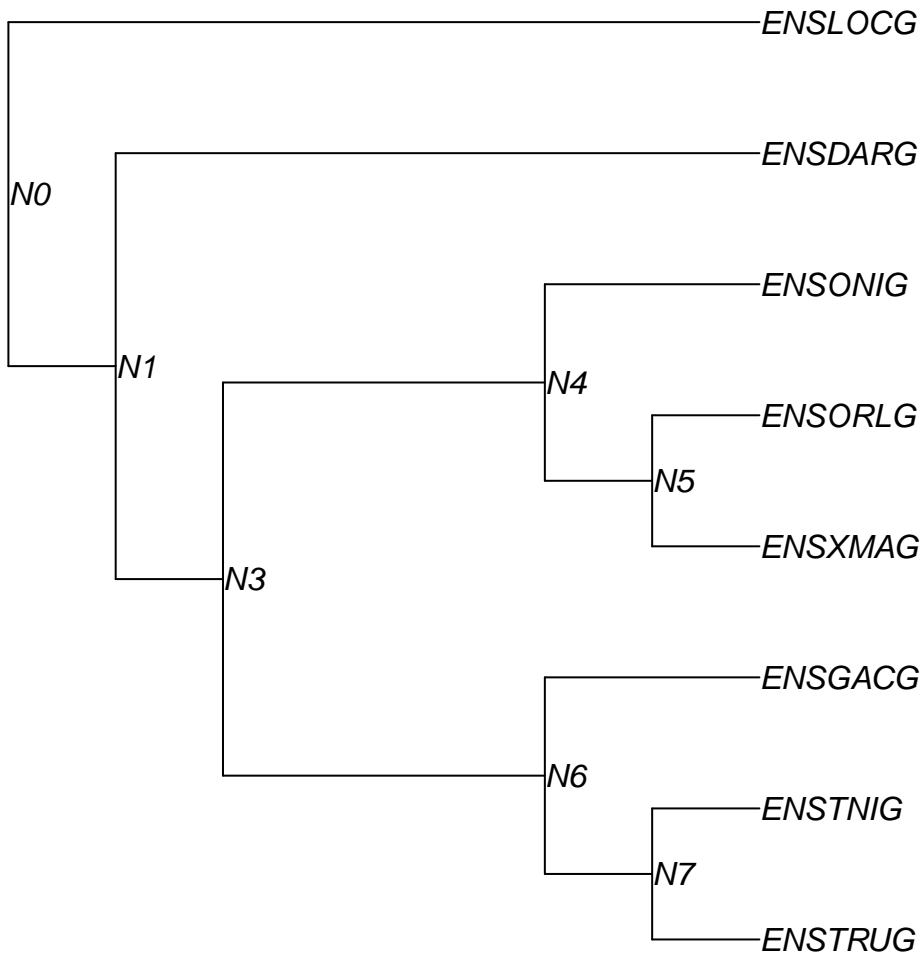 ENSLOCG
ENSDARG
N0
ENSONIG
N1
N4
ENSORLG
N5
ENSXMAG
N3
ENSGACG
N6
ENSTNIG
N7
ENSTRUG